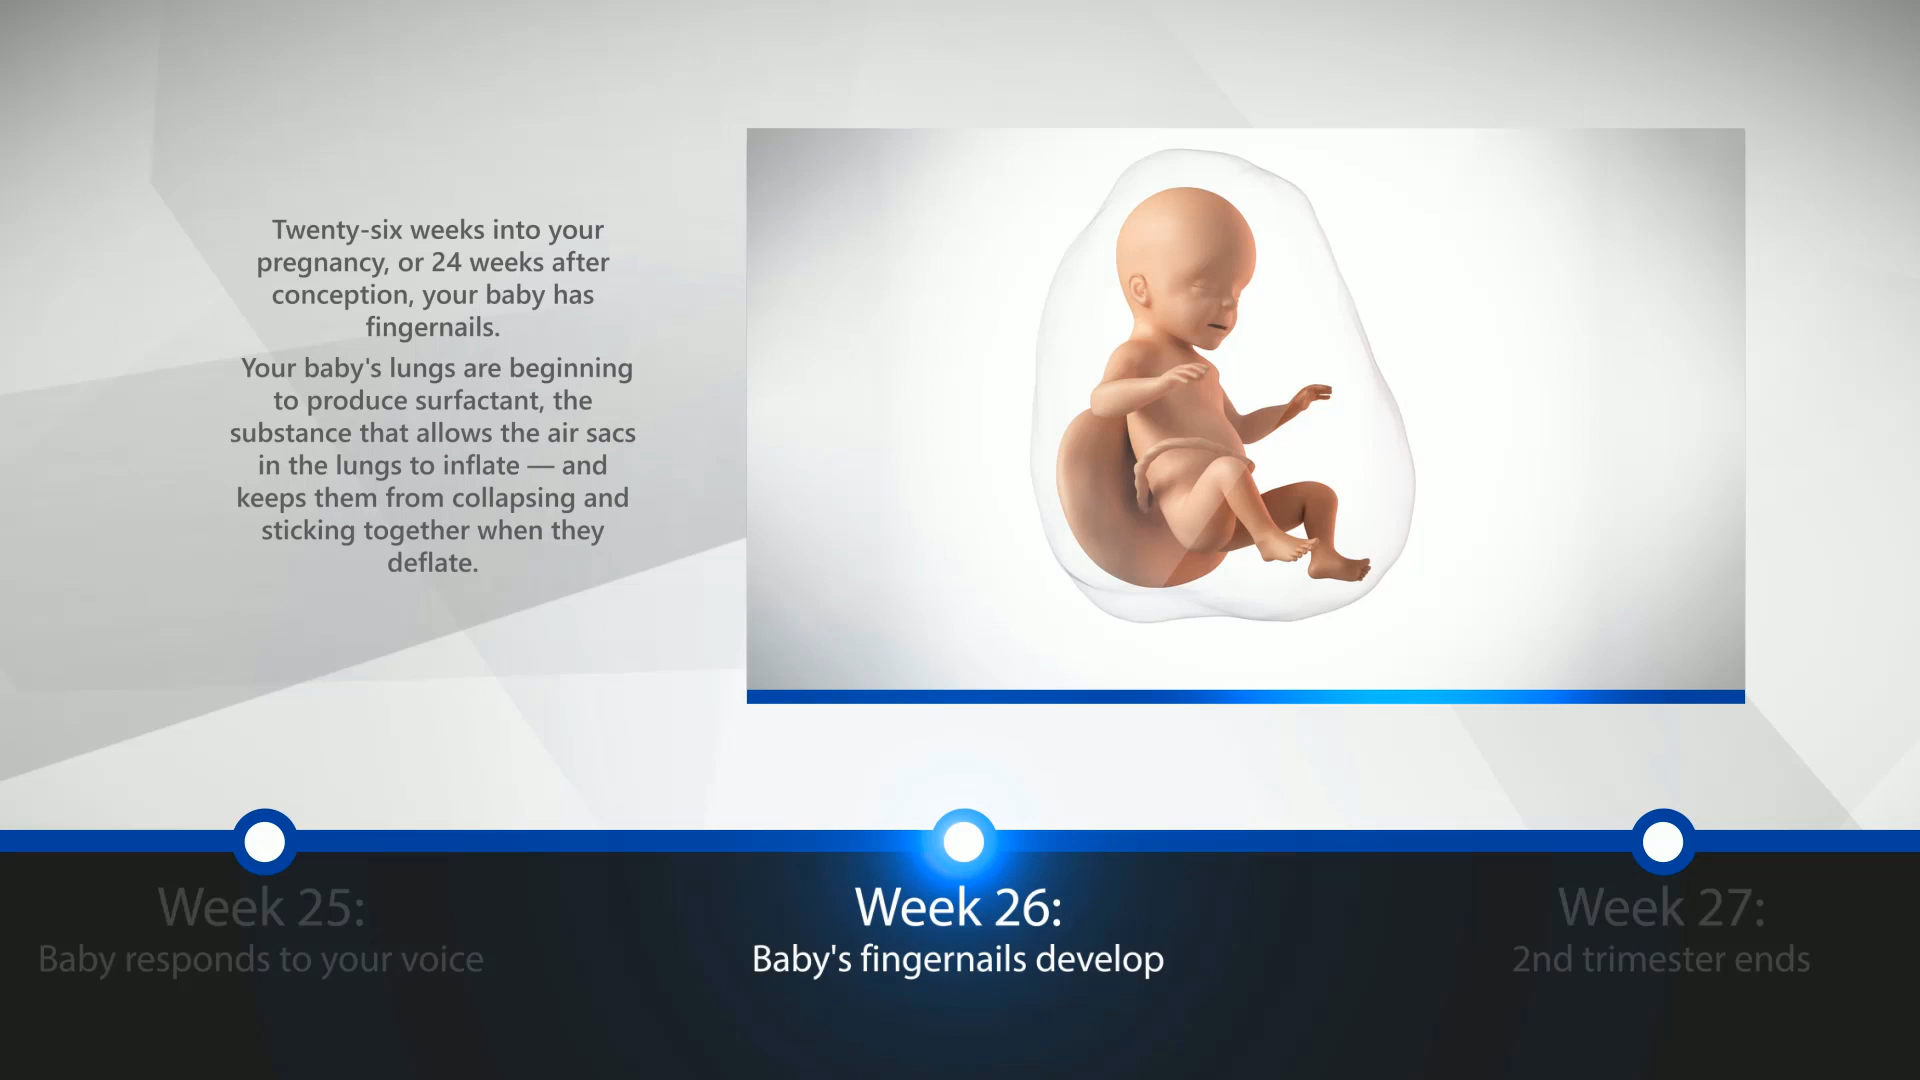 Twenty-six weeks into your
pregnancy, or 24 weeks after
conception, your baby has
fingernails.
Your baby's lungs are beginning
to produce surfactant, the
substance that allows the air sacs
in the lungs to inflate — and
keeps them from collapsing and
sticking together when they
deflate.
Week 25:
Baby responds to your voice
Week 26:
Baby's fingernails develop
Week 27:
2nd trimester ends